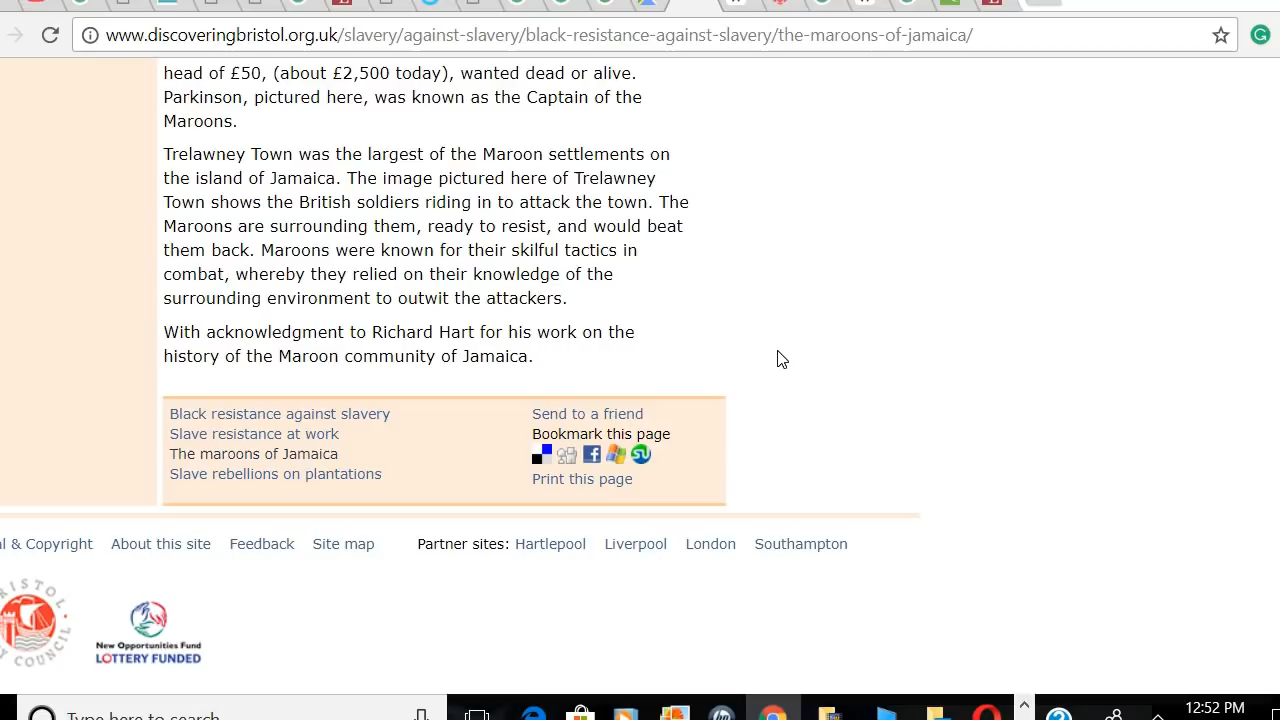 www.discoveringbristol.org.uk/slavery/against-slavery/black-resistance-against-slavery/the-maroons-of-jamaica/
head of £50, (about £2,500 today), wanted dead or alive.
Parkinson, pictured here, was known as the Captain of the
Maroons.
Trelawney Town was the largest of the Maroon settlements on
the island of Jamaica. The image pictured here of Trelawney
Town shows the British soldiers riding in to attack the town. The
Maroons are surrounding them, ready to resist, and would beat
them back. Maroons were known for their skilful tactics in
combat, whereby they relied on their knowledge of the
surrounding environment to outwit the attackers.
With acknowledgment to Richard Hart for his work on the
history of the Maroon community of Jamaica.
Black resistance against slavery
Slave resistance at work
The maroons of Jamaica
Slave rebellions on plantations
Send to a friend
Bookmark this page
Print this page
l & Copyright About this site Feedback Site map Partner sites: Hartlepool Liverpool London Southampton
New Opportunities Fund
LOTTERY FUNDED
Type here to search
12:52 PM